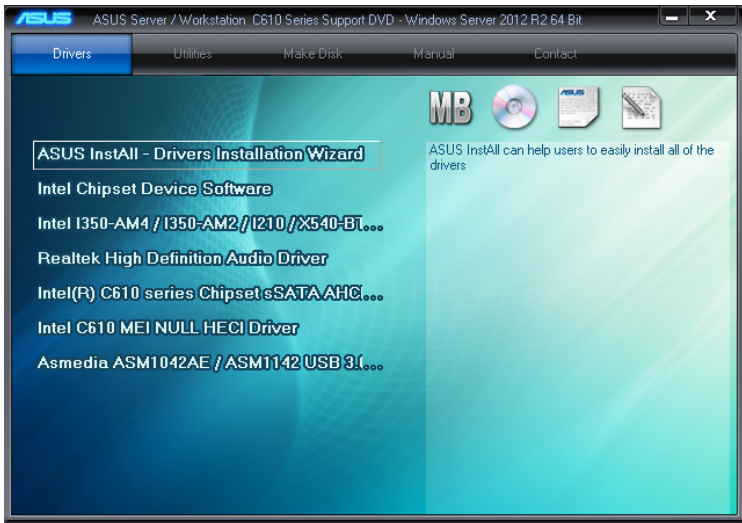 ASUS ASUS Server / Workstation C610 Series Support DVD - Windows Server 2012 R2 64 Bit
Drivers Utilities Make Disk Manual Contact
MB
ASUS
ASUS InstAll - Drivers Installation Wizard
ASUS InstAll can help users to easily install all of the
drivers
Intel Chipset Device Software
Intel I350-AM4 / I350-AM2 / I210 / X540-BT...
Realtek High Definition Audio Driver
Intel(R) C610 series Chipset sSATA AHCI...
Intel C610 MEI NULL HECI Driver
Asmedia ASM1042AE / ASM1142 USB 3.0...